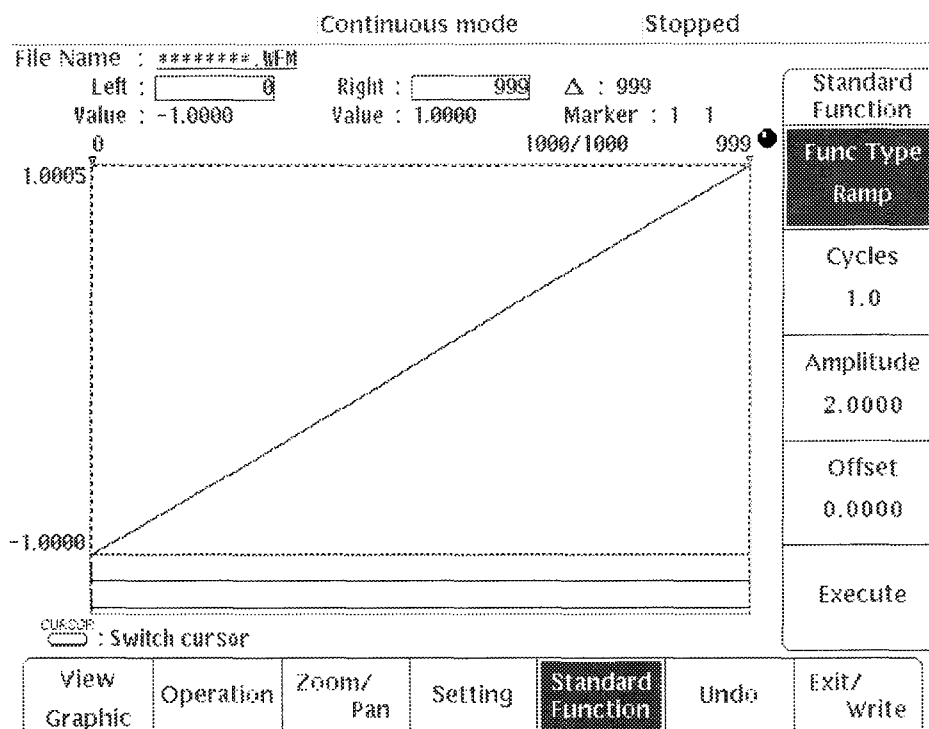 Continuous mode Stopped
File Name : ********.WFM
Left : 0 Right : 999 Δ : 999
Value : -1.0000 Value : 1.0000 Marker : 1 1
0 1000/1000 999
1.0005
-1.0000
CURSOR : Switch cursor
Standard
Function
Func Type
Ramp
Cycles
1.0
Amplitude
2.0000
Offset
0.0000
Execute
View
Graphic
Operation
Zoom/
Pan
Setting
Standard
Function
Undo
Exit/
Write